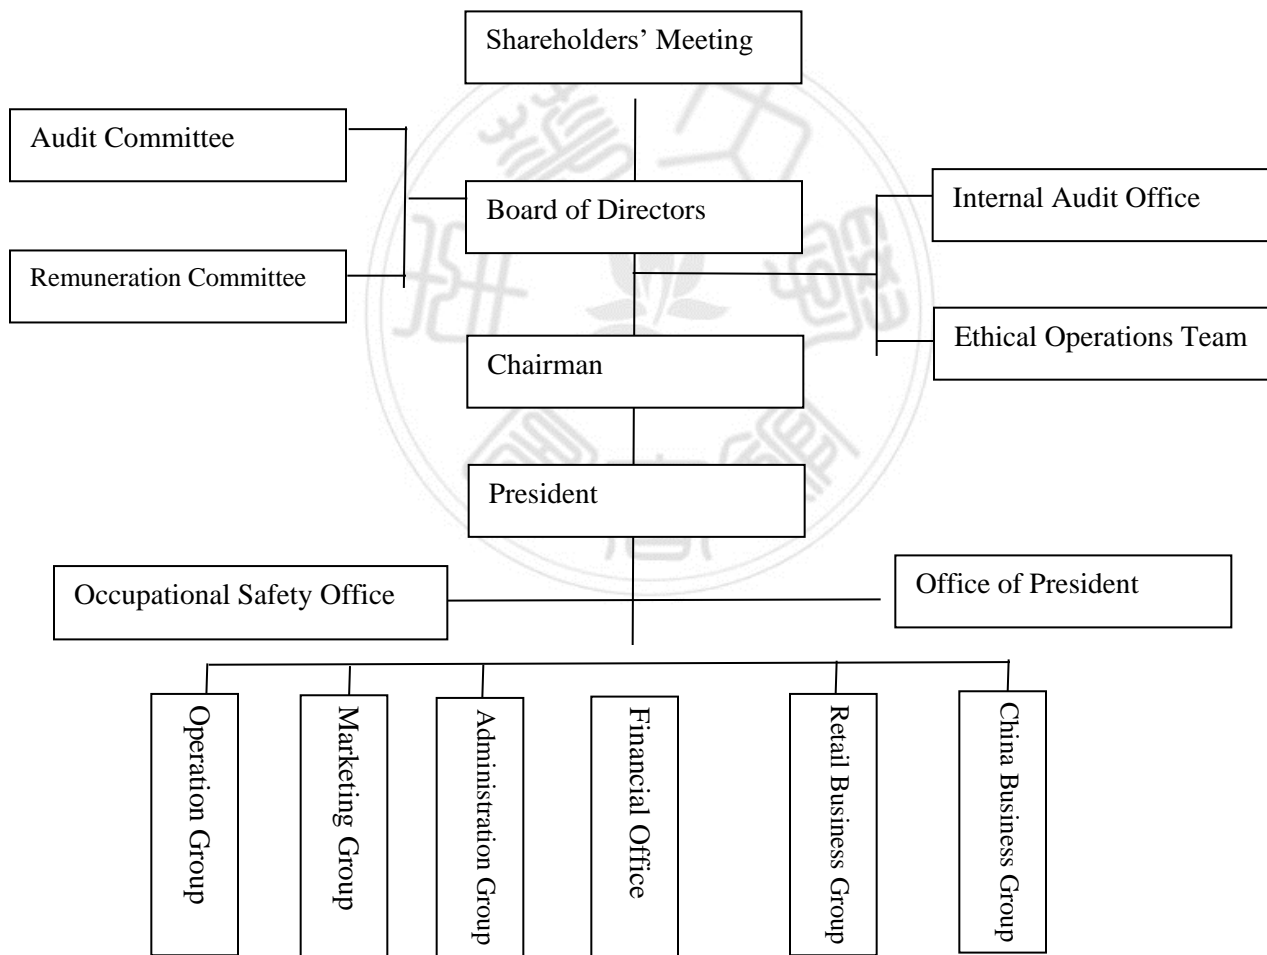 Shareholders’ Meeting
Audit Committee
Board of Directors
Internal Audit Office
Remuneration Committee
Ethical Operations Team
Chairman
President
Occupational Safety Office
Office of President
Operation Group
Marketing Group
Administration Group
Financial Office
Retail Business Group
China Business Group